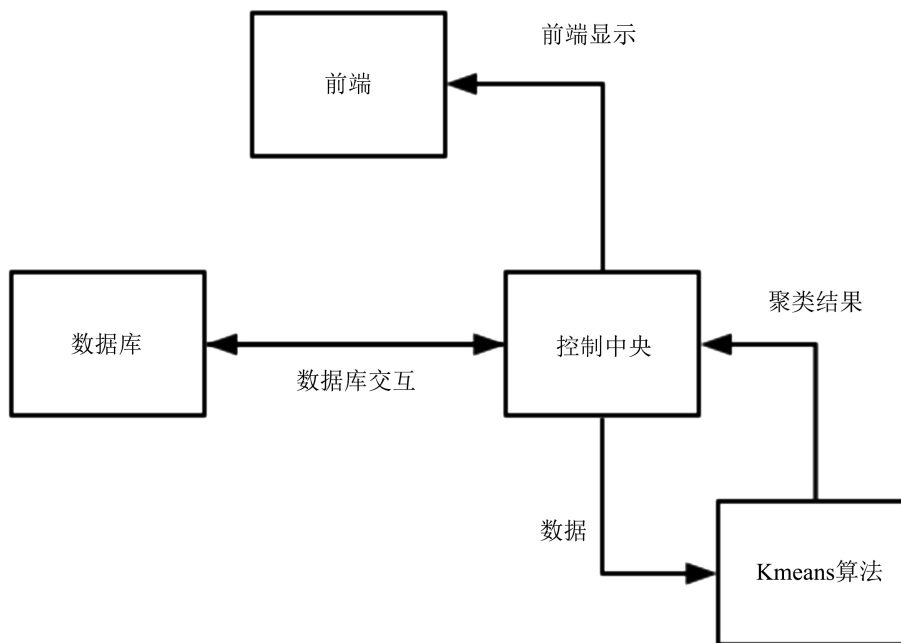 前端显示
前端
聚类结果
数据库
控制中央
数据库交互
数据
Kmeans算法